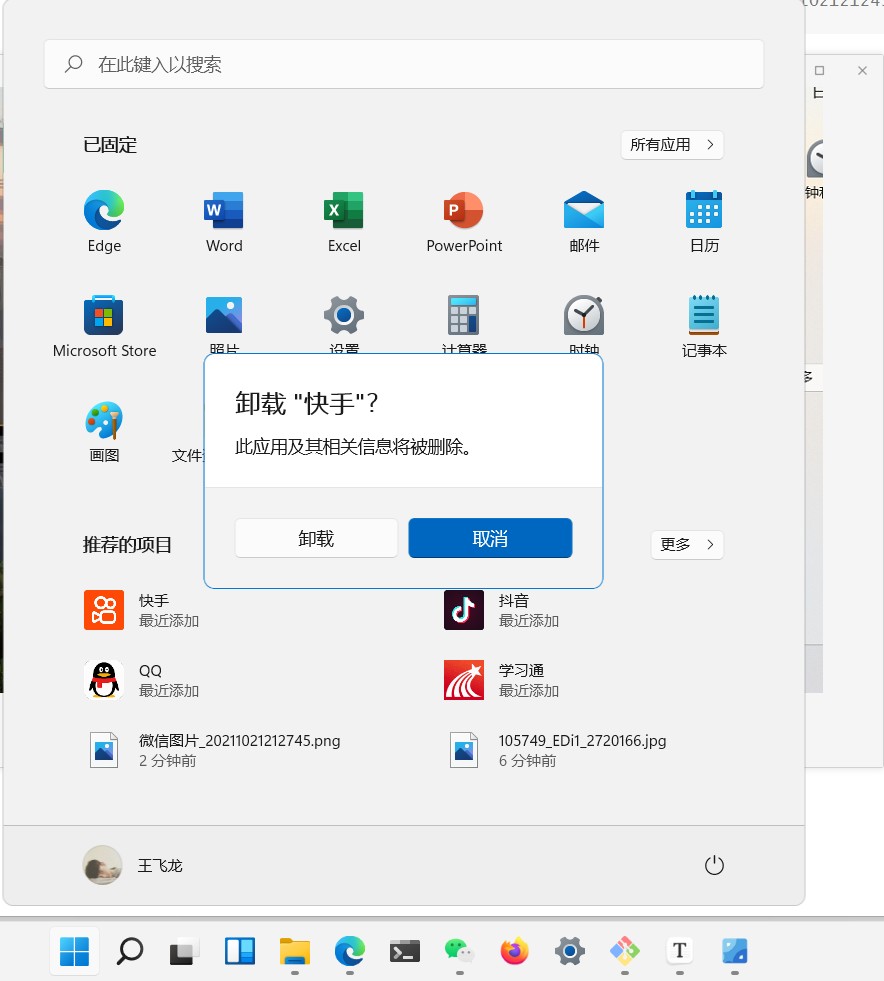 在此键入以搜索
已固定
所有应用
Edge
Word
Excel
PowerPoint
邮件
日历
Microsoft Store
照片
设置
计算器
时钟
记事本
卸载 "快手"?
此应用及其相关信息将被删除。
画图
文件
卸载
取消
推荐的项目
更多
快手
最近添加
抖音
最近添加
QQ
最近添加
学习通
最近添加
微信图片_20211021212745.png
2 分钟前
105749_EDi1_2720166.jpg
6 分钟前
王飞龙